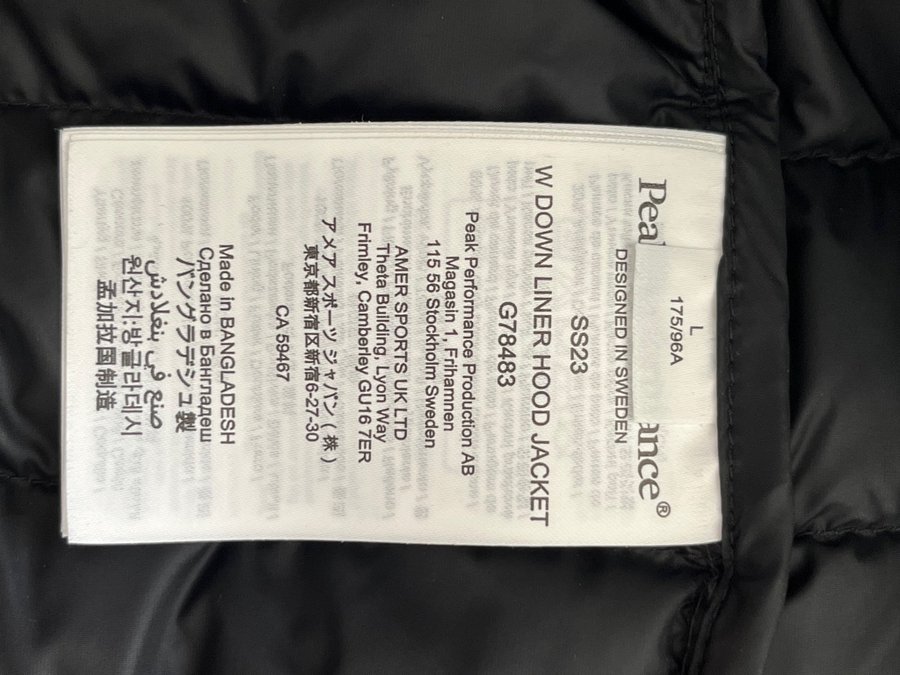 L
175/96A
Pea
ance®
DESIGNED IN SWEDEN
SS23
W DOWN LINER HOOD JACKET
G78483
Peak Performance Production AB
Magasin 1, Frihamnen
115 56 Stockholm Sweden
AMER SPORTS UK LTD
Theta Building, Lyon Way
Frimley, Camberley GU16 7ER
アメア スポーツ ジャパン ( 株 )
東京都新宿区新宿6-27-30
CA 59467
Made in BANGLADESH
Сделано в Бангладеш
バングラデシュ製
صنع في بنغلادش
원산지:방글라데시
孟加拉国制造